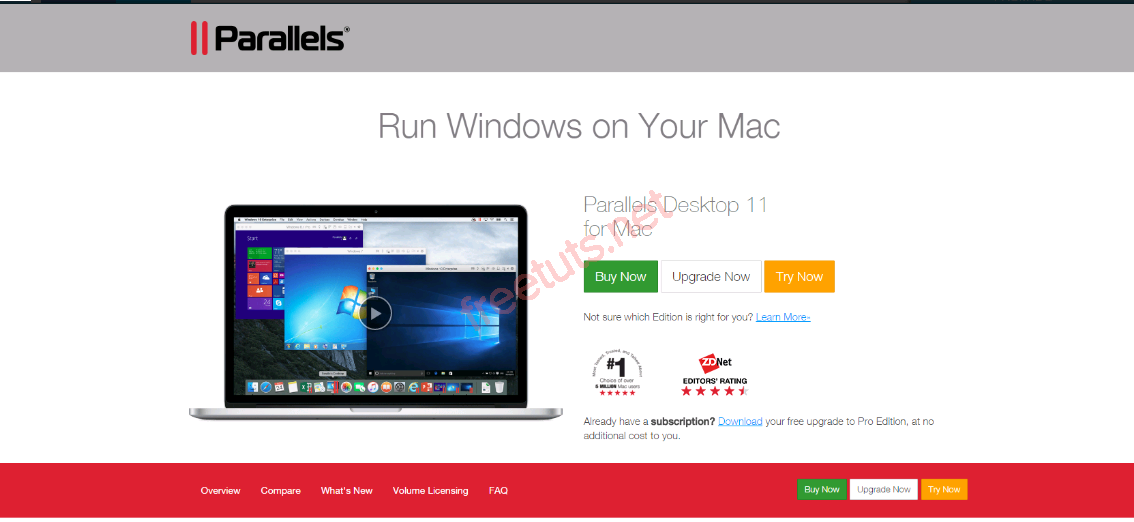 Parallels®
Run Windows on Your Mac
Parallels Desktop 11
for Mac
Buy Now
Upgrade Now
Try Now
Not sure which Edition is right for you? Learn More»
Start
#1
Choice of over
5 MILLION Mac users
ZDNet
EDITORS' RATING
Already have a subscription? Download your free upgrade to Pro Edition, at no
additional cost to you.
freetuts.net
Overview
Compare
What's New
Volume Licensing
FAQ
Buy Now
Upgrade Now
Try Now